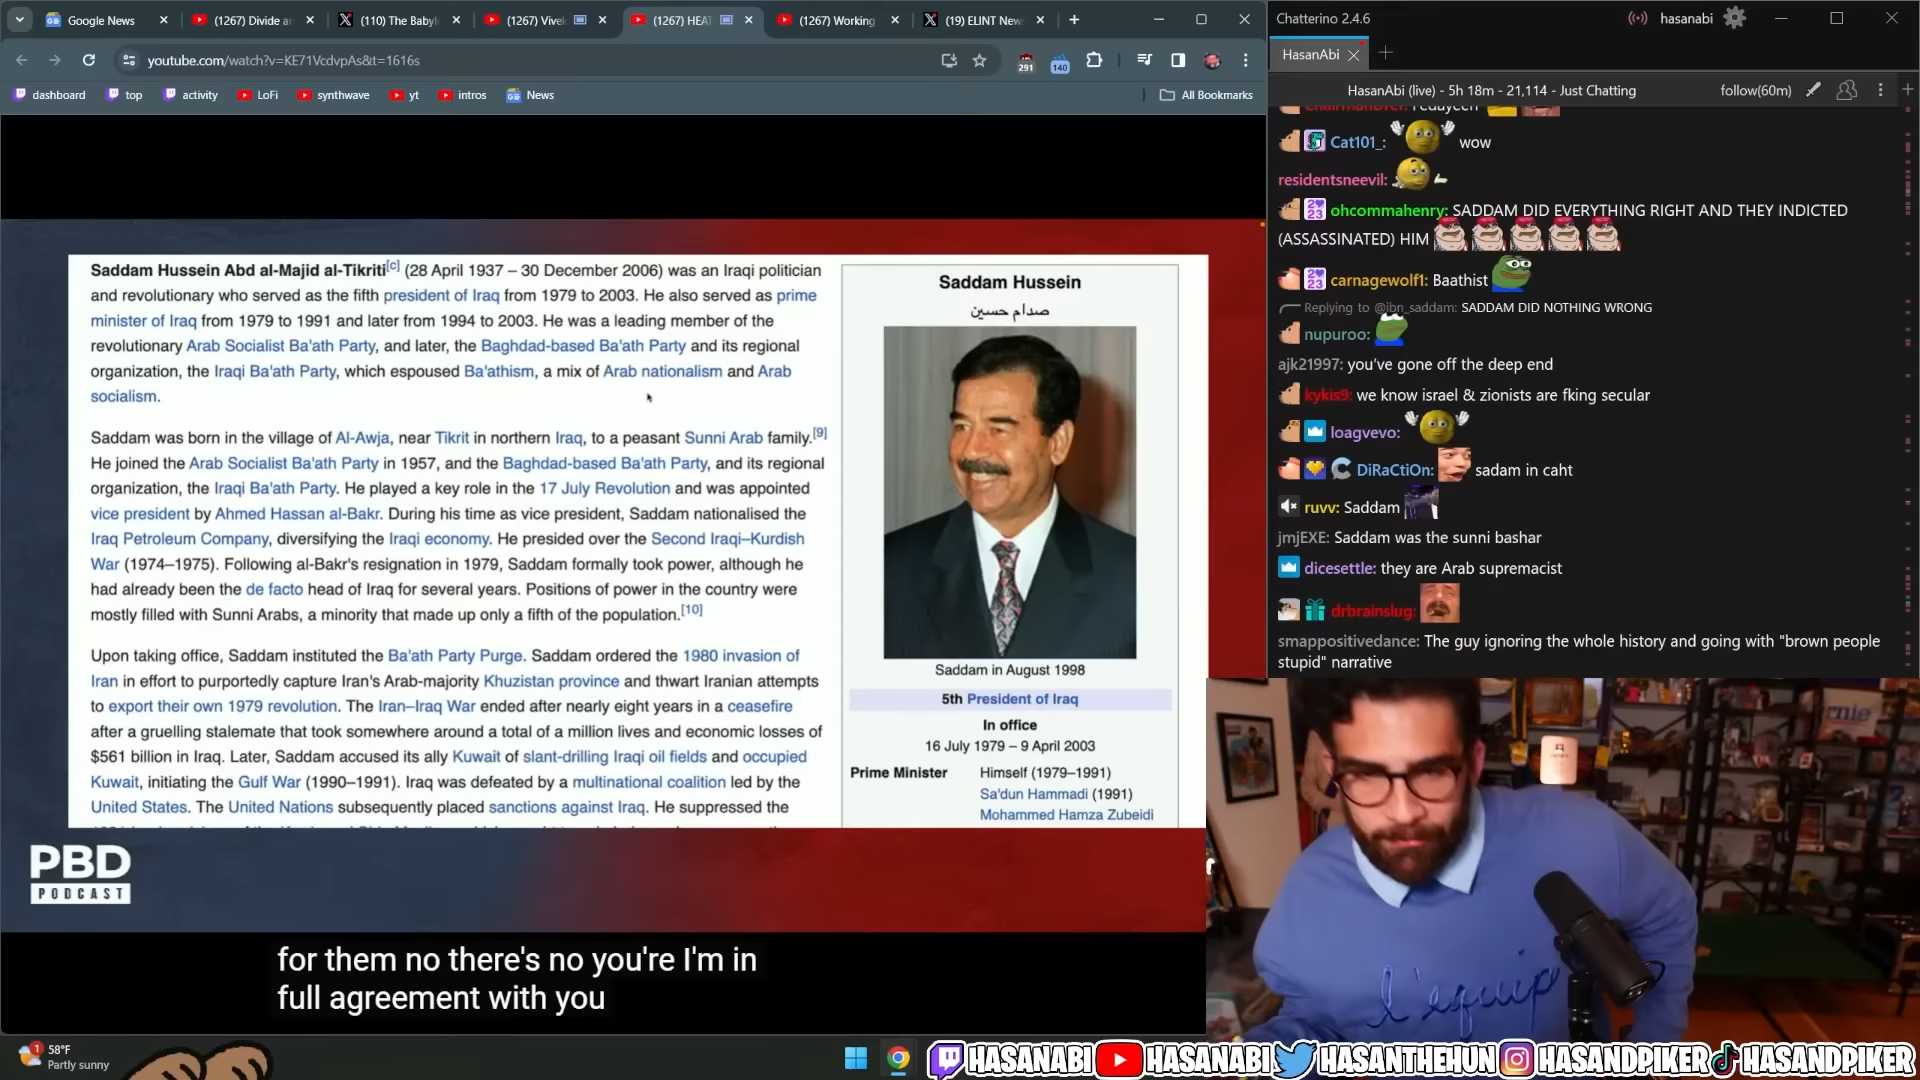 Google News
(1267) Divide a
(110) The Babyl
(1267) Vivek
(1267) HEA
(1267) Working
(19) ELINT New
youtube.com/watch?v=KE71VcdvpAs&t=1616s
291
140
dashboard
top
activity
LoFi
synthwave
yt
intros
News
All Bookmarks
Saddam Hussein Abd al-Majid al-Tikriti[c] (28 April 1937 – 30 December 2006) was an Iraqi politician
and revolutionary who served as the fifth president of Iraq from 1979 to 2003. He also served as prime
minister of Iraq from 1979 to 1991 and later from 1994 to 2003. He was a leading member of the
revolutionary Arab Socialist Ba'ath Party, and later, the Baghdad-based Ba'ath Party and its regional
organization, the Iraqi Ba'ath Party, which espoused Ba'athism, a mix of Arab nationalism and Arab
socialism.
Saddam was born in the village of Al-Awja, near Tikrit in northern Iraq, to a peasant Sunni Arab family.[9]
He joined the Arab Socialist Ba'ath Party in 1957, and the Baghdad-based Ba'ath Party, and its regional
organization, the Iraqi Ba'ath Party. He played a key role in the 17 July Revolution and was appointed
vice president by Ahmed Hassan al-Bakr. During his time as vice president, Saddam nationalised the
Iraq Petroleum Company, diversifying the Iraqi economy. He presided over the Second Iraqi–Kurdish
War (1974–1975). Following al-Bakr's resignation in 1979, Saddam formally took power, although he
had already been the de facto head of Iraq for several years. Positions of power in the country were
mostly filled with Sunni Arabs, a minority that made up only a fifth of the population.[10]
Upon taking office, Saddam instituted the Ba'ath Party Purge. Saddam ordered the 1980 invasion of
Iran in effort to purportedly capture Iran's Arab-majority Khuzistan province and thwart Iranian attempts
to export their own 1979 revolution. The Iran–Iraq War ended after nearly eight years in a ceasefire
after a gruelling stalemate that took somewhere around a total of a million lives and economic losses of
$561 billion in Iraq. Later, Saddam accused its ally Kuwait of slant-drilling Iraqi oil fields and occupied
Kuwait, initiating the Gulf War (1990–1991). Iraq was defeated by a multinational coalition led by the
United States. The United Nations subsequently placed sanctions against Iraq. He suppressed the
Saddam Hussein
صدام حسين
Saddam in August 1998
5th President of Iraq
In office
16 July 1979 – 9 April 2003
Prime Minister Himself (1979–1991)
Sa'dun Hammadi (1991)
Mohammed Hamza Zubeidi
PBD
PODCAST
for them no there's no you're I'm in
full agreement with you
1
58°F
Partly sunny
Chatterino 2.4.6
hasanabi
HasanAbi
HasanAbi (live) - 5h 18m - 21,114 - Just Chatting
follow(60m)
Cat101_: wow
residentsneevil:
ohcommahenry: SADDAM DID EVERYTHING RIGHT AND THEY INDICTED
(ASSASSINATED) HIM
carnagewolf1: Baathist
Replying to @ibn_saddam: SADDAM DID NOTHING WRONG
nupuroo:
ajk21997: you've gone off the deep end
kykis9: we know israel & zionists are fking secular
loagvevo:
DiRaCtiOn: sadam in caht
ruvv: Saddam
jmjEXE: Saddam was the sunni bashar
dicesettle: they are Arab supremacist
drbrainslug:
smappositivedance: The guy ignoring the whole history and going with "brown people
stupid" narrative
l'equip
HASANABI HASANABI HASANTHEHUN HASANDPIKER HASANDPIKER